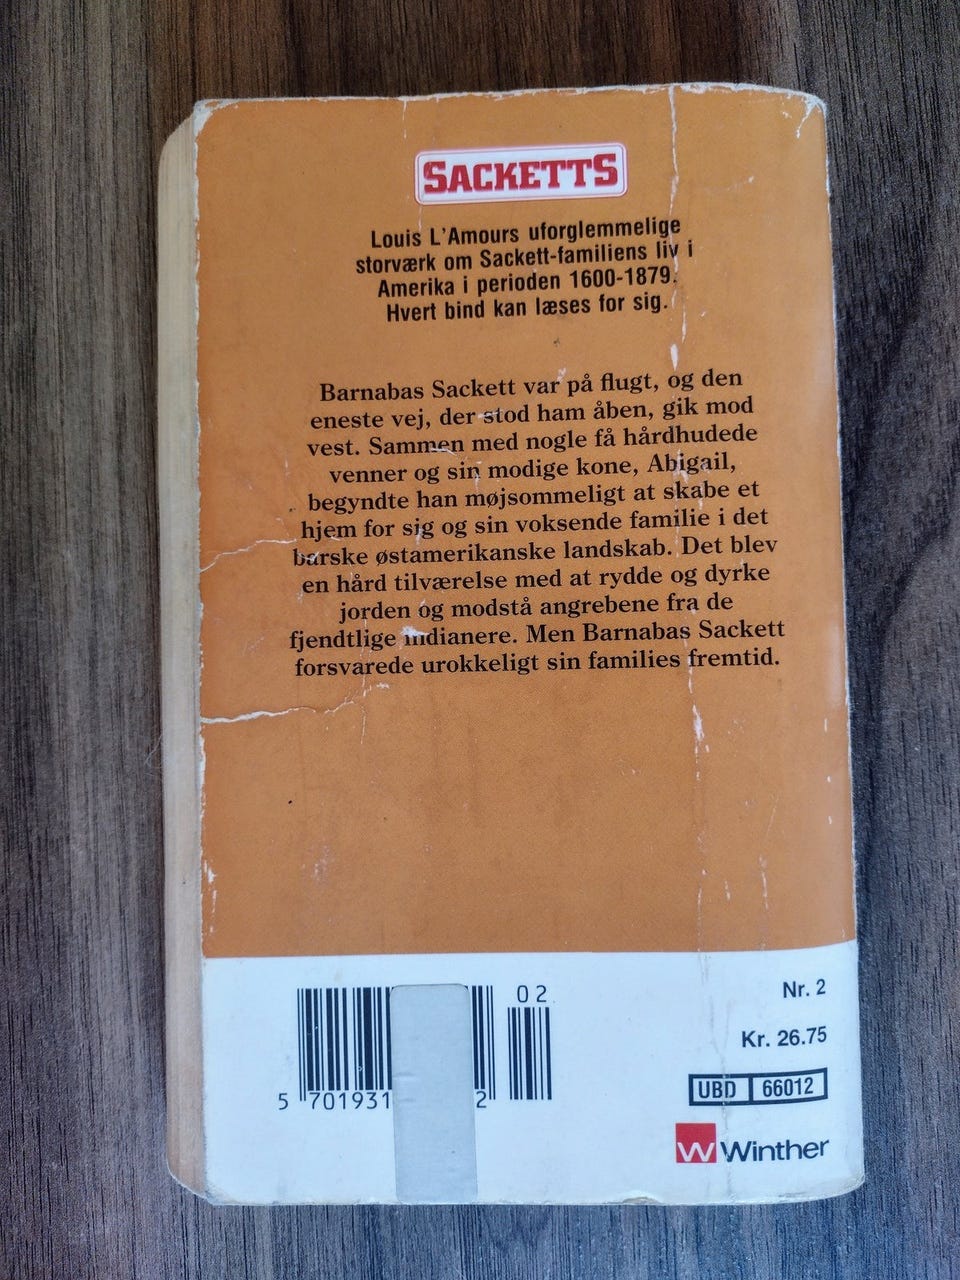 SACKETTS
Louis L'Amours uforglemmelige
storværk om Sackett-familiens liv i
Amerika i perioden 1600-1879.
Hvert bind kan læses for sig.
Barnabas Sackett var på flugt, og den
eneste vej, der stod ham åben, gik mod
vest. Sammen med nogle få hårdhudede
venner og sin modige kone, Abigail,
begyndte han møjsommeligt at skabe et
hjem for sig og sin voksende familie i det
barske østamerikanske landskab. Det blev
en hård tilværelse med at rydde og dyrke
jorden og modstå angrebene fra de
fjendtlige indianere. Men Barnabas Sackett
forsvarede urokkeligt sin families fremtid.
02
5 701931 2
Nr. 2
Kr. 26.75
UBD 66012
W Winther